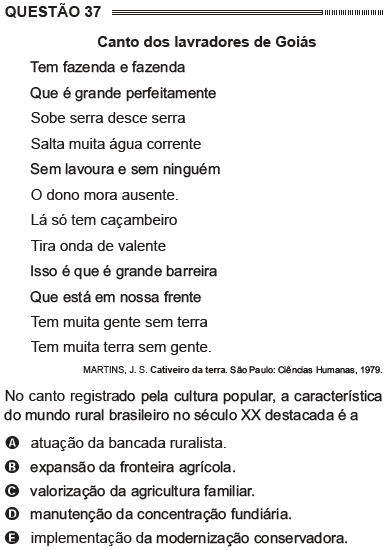 QUESTÃO 37
Canto dos lavradores de Goiás
Tem fazenda e fazenda
Que é grande perfeitamente
Sobe serra desce serra
Salta muita água corrente
Sem lavoura e sem ninguém
O dono mora ausente.
Lá só tem caçambeiro
Tira onda de valente
Isso é que é grande barreira
Que está em nossa frente
Tem muita gente sem terra
Tem muita terra sem gente.
MARTINS, J. S. Cativeiro da terra. São Paulo: Ciências Humanas, 1979.
No canto registrado pela cultura popular, a característica
do mundo rural brasileiro no século XX destacada é a
A atuação da bancada ruralista.
B expansão da fronteira agrícola.
C valorização da agricultura familiar.
D manutenção da concentração fundiária.
E implementação da modernização conservadora.